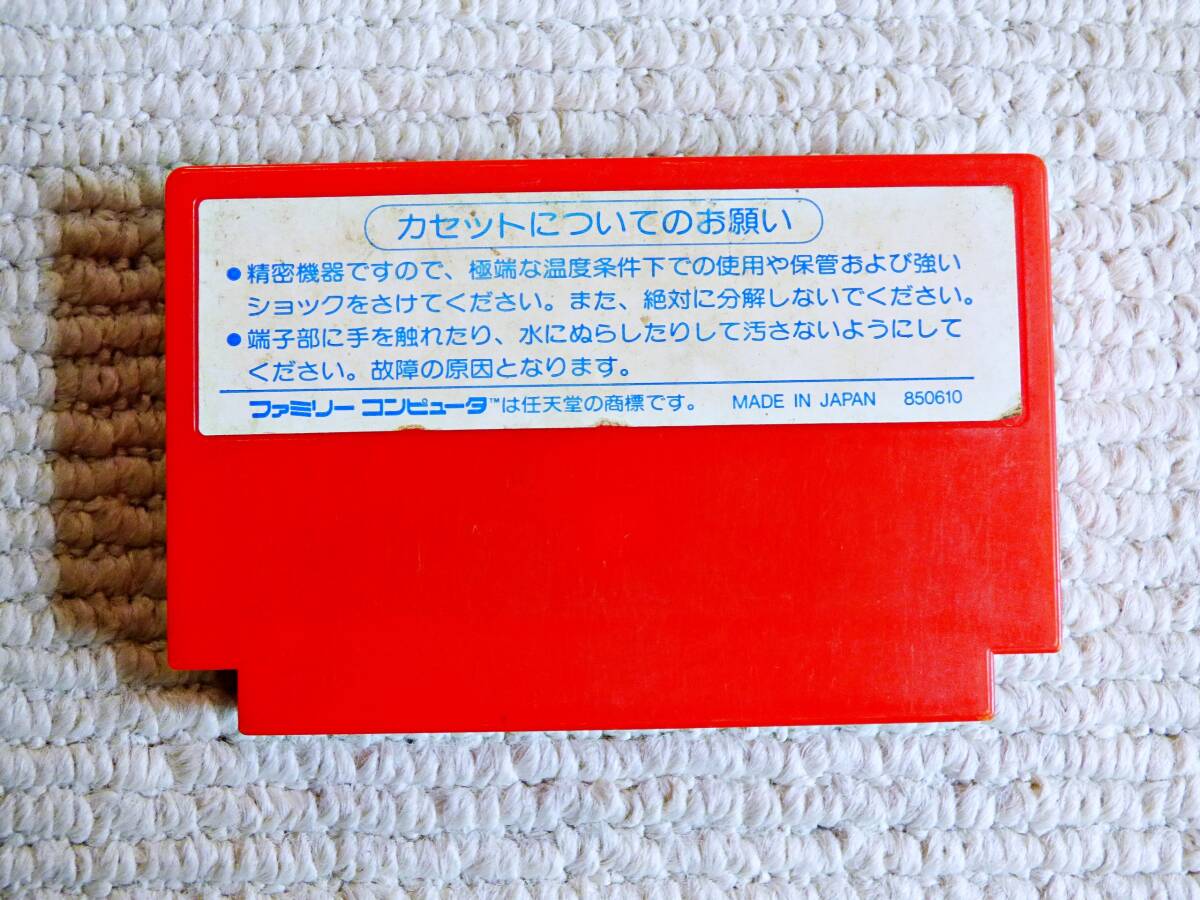 カセットについてのお願い
●精密機器ですので、極端な温度条件下での使用や保管および強い
ショックをさけてください。また、絶対に分解しないでください。
●端子部に手を触れたり、水にぬらしたりして汚さないようにして
ください。故障の原因となります。
ファミリー コンピュータ™は任天堂の商標です。 MADE IN JAPAN 850610